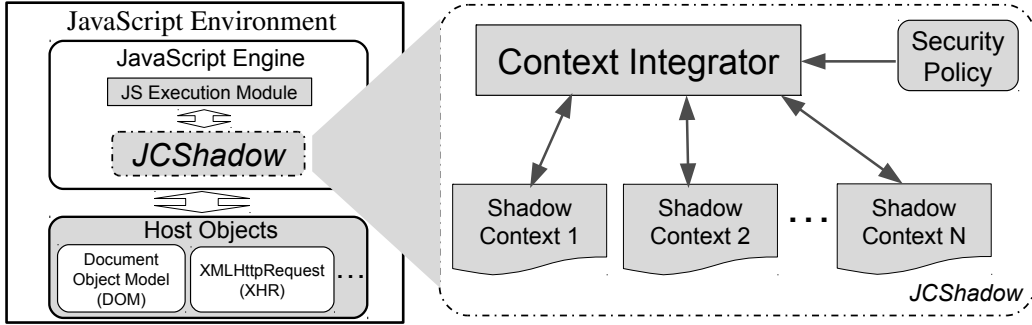 JavaScript Environment
JavaScript Engine
JS Execution Module
JCShadow
Host Objects
Document
Object Model
(DOM)
XMLHttpRequest
(XHR)
...
Context Integrator
Security
Policy
Shadow
Context 1
Shadow
Context 2
...
Shadow
Context N
JCShadow